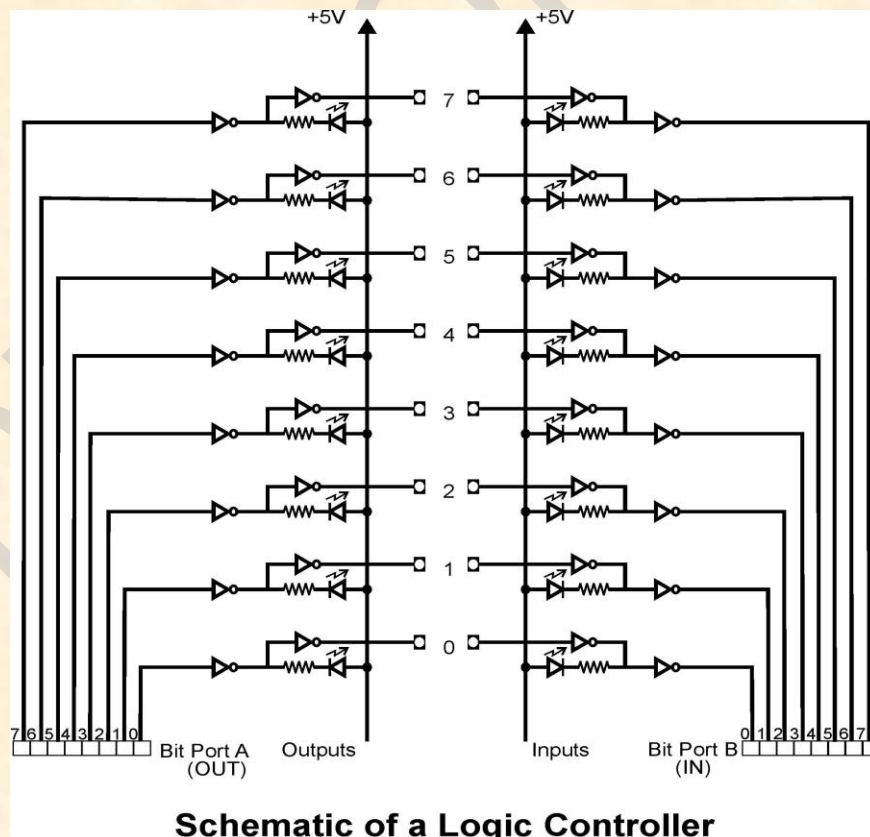 +5V +5V
7
6
5
4
3
2
1
0
7 6 5 4 3 2 1 0 Bit Port A Outputs Inputs Bit Port B 0 1 2 3 4 5 6 7
(OUT) (IN)
Schematic of a Logic Controller